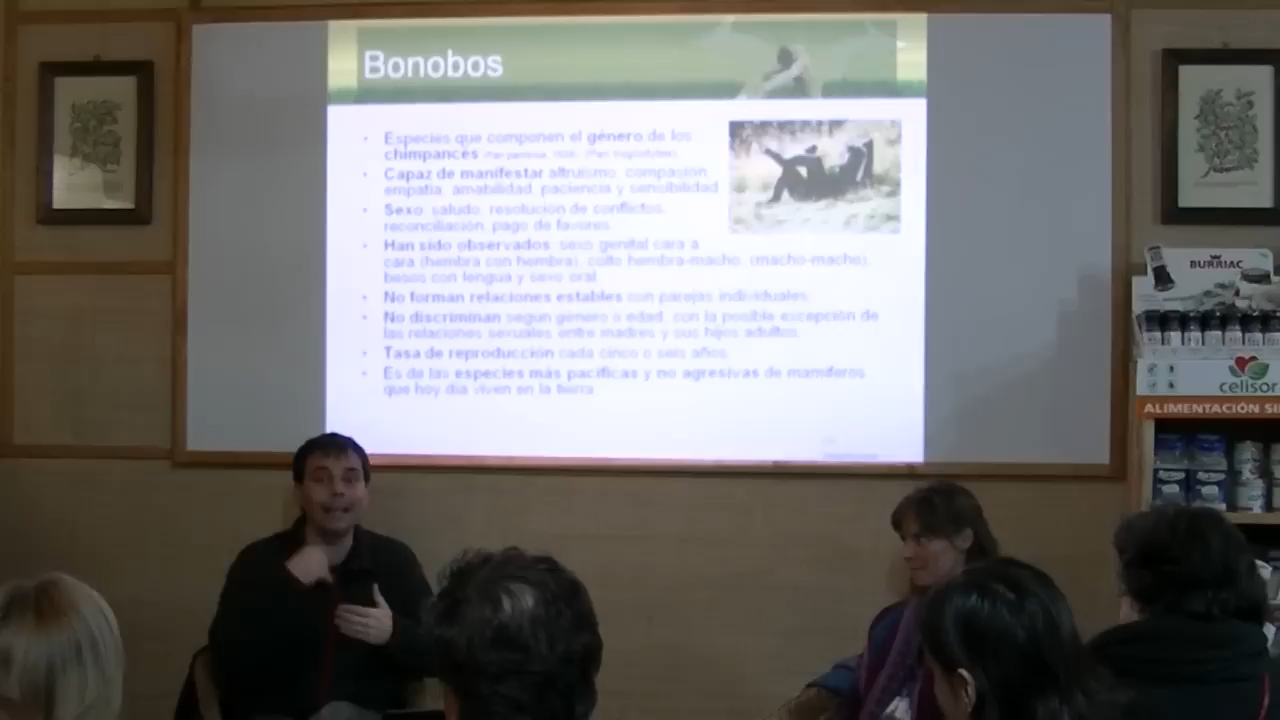 Bonobos
• Especies que componen el género de los
chimpancés
• Capaz de manifestar altruismo, compasión,
empatía, amabilidad, paciencia y sensibilidad
• Sexo: saludo, resolución de conflictos,
reconciliación, pago de favores.
• Han sido observados: sexo genital cara a
cara (hembra con hembra), coito hembra-macho, (macho-macho),
besos con lengua y sexo oral.
• No forman relaciones estables con parejas individuales.
• No discriminan según género o edad, con la posible excepción de
las relaciones sexuales entre madres y sus hijos adultos.
• Tasa de reproducción cada cinco o seis años.
• Es de las especies más pacíficas y no agresivas de mamíferos
que hoy día viven en la tierra.
BURRIAC
celisor
ALIMENTACIÓN